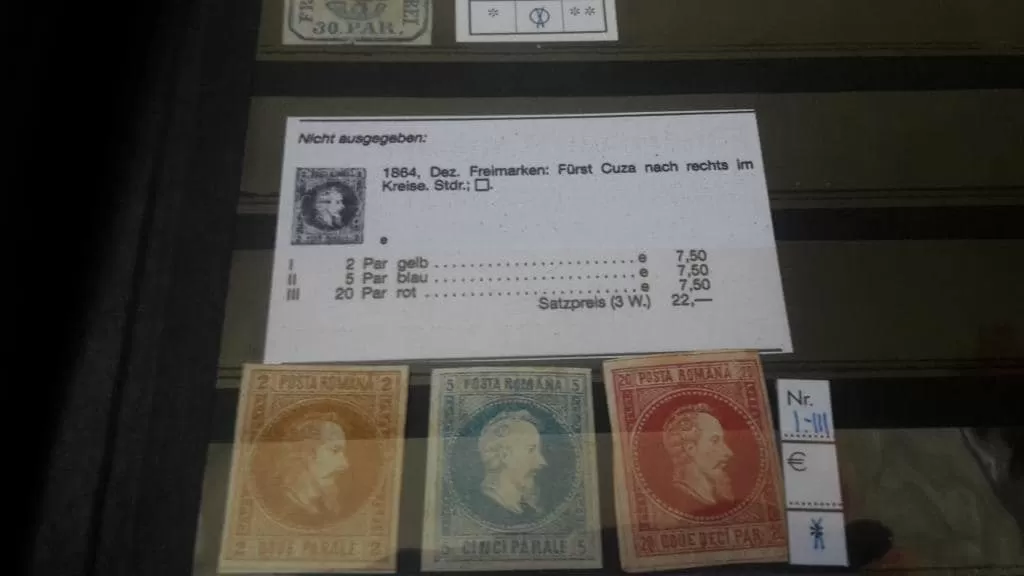 30. PAR.
* * *
Nicht ausgegeben:
1864, Dez. Freimarken: Fürst Cuza nach rechts im
Kreise. Stdr.; □.
e
I 2 Par gelb .............................. e 7,50
II 5 Par blau .............................. e 7,50
III 20 Par rot .............................. e 7,50
Satzpreis (3 W.) 22,—
2 POSTA ROMANA 2
2 DOUE PARALE 2
5 POSTA ROMANA 5
5 CINCI PARALE 5
20 POSTA ROMANA 20
20 DOUE DECI PAR. 20
Nr.
I-III
€
*